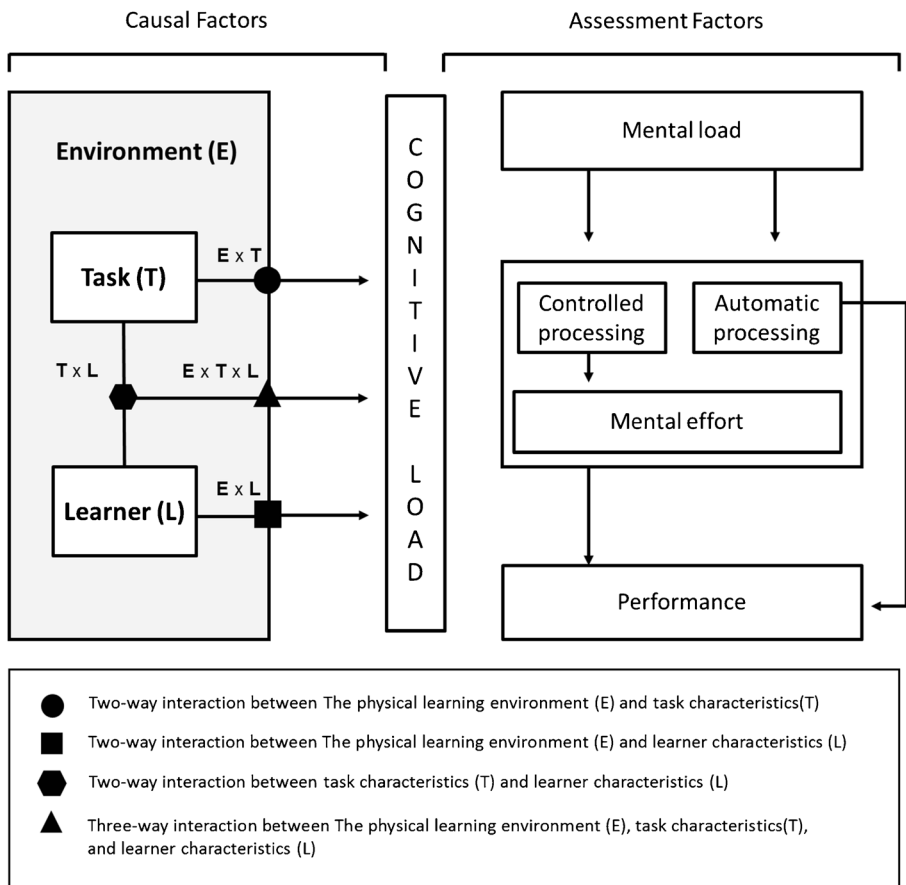 Causal Factors
Assessment Factors
Environment (E)
Task (T)
E x T
T x L
E x T x L
Learner (L)
E x L
COGNITIVE LOAD
Mental load
Controlled
processing
Automatic
processing
Mental effort
Performance
Two-way interaction between The physical learning environment (E) and task characteristics(T)
Two-way interaction between The physical learning environment (E) and learner characteristics (L)
Two-way interaction between task characteristics (T) and learner characteristics (L)
Three-way interaction between The physical learning environment (E), task characteristics(T),
and learner characteristics (L)